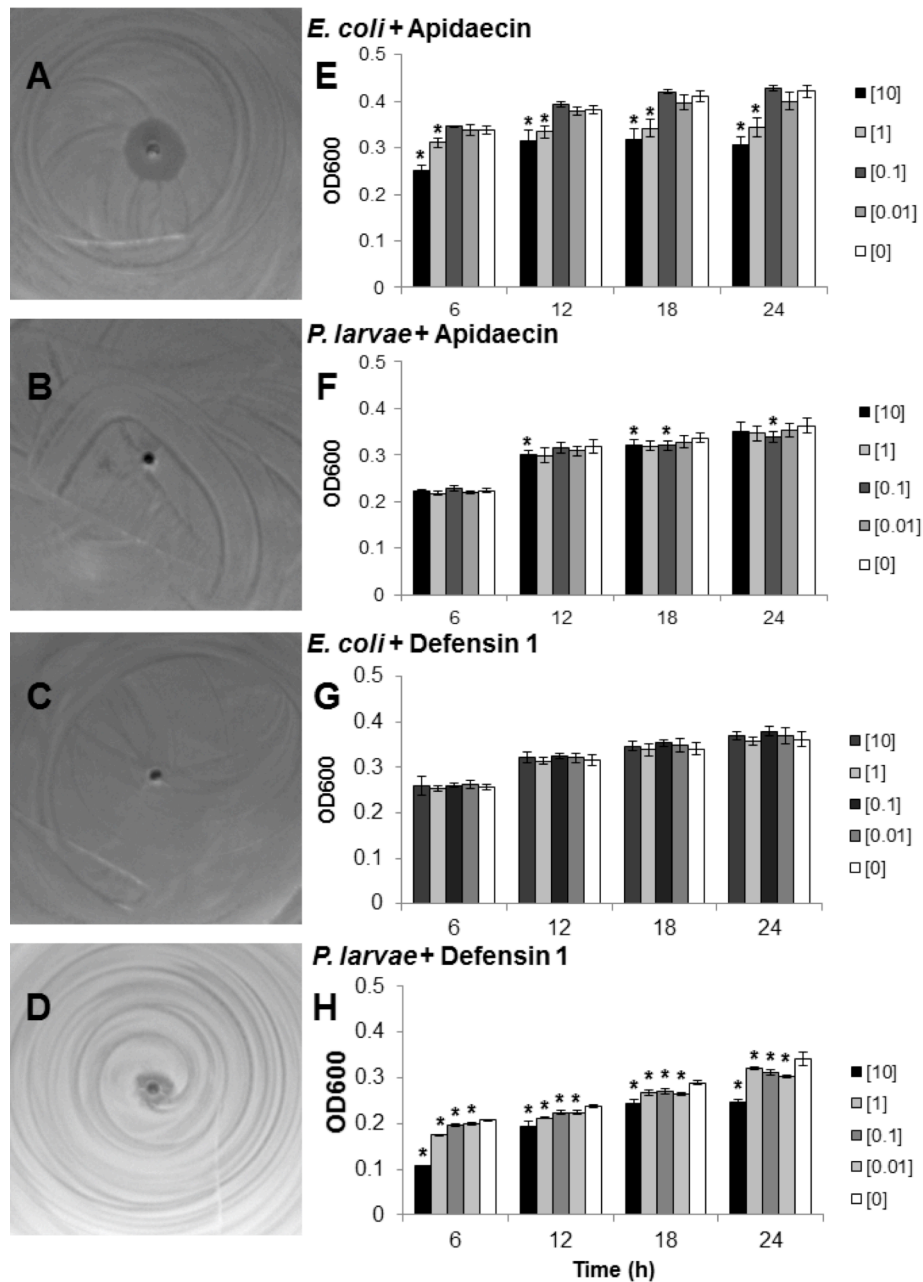 E. coli + Apidaecin
A
E
OD600
0.5
0.4
0.3
0.2
0.1
0
* * * * * * * *
6 12 18 24
[10]
[1]
[0.1]
[0.01]
[0]
P. larvae + Apidaecin
B
F
OD600
0.5
0.4
0.3
0.2
0.1
0
* * * *
6 12 18 24
[10]
[1]
[0.1]
[0.01]
[0]
E. coli + Defensin 1
C
G
OD600
0.5
0.4
0.3
0.2
0.1
0
6 12 18 24
[10]
[1]
[0.1]
[0.01]
[0]
P. larvae + Defensin 1
D
H
OD600
0.5
0.4
0.3
0.2
0.1
0
* * * * * * * * * * * * * * * *
6 12 18 24
Time (h)
[10]
[1]
[0.1]
[0.01]
[0]